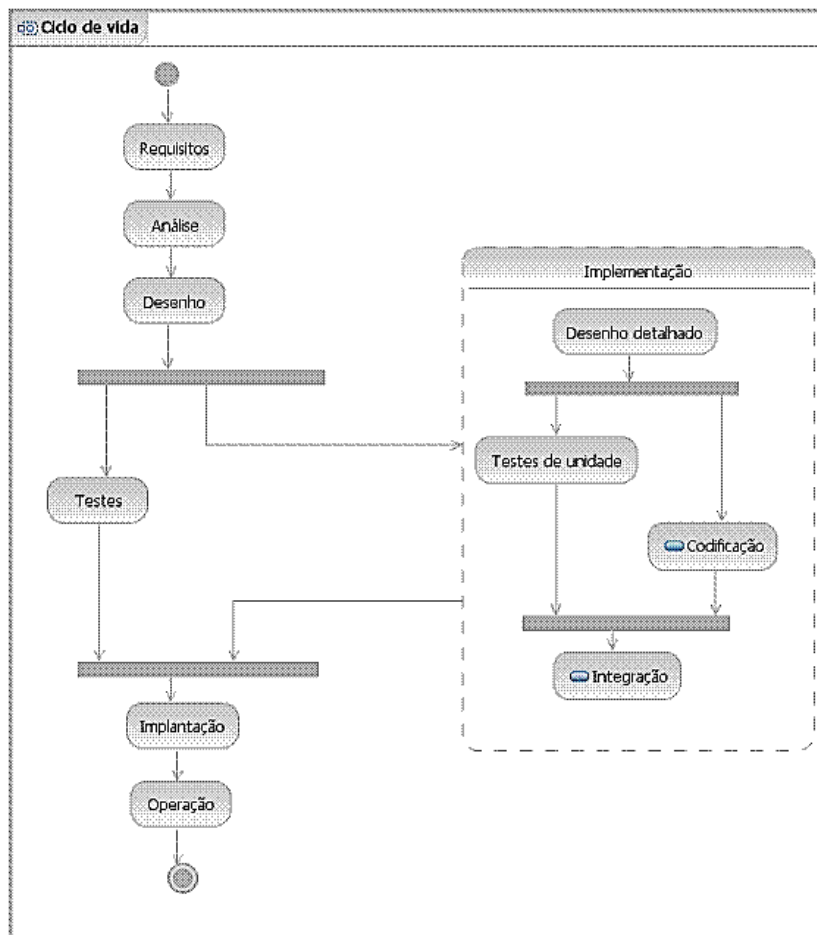 Ciclo de vida
Requisitos
Análise
Desenho
Implementação
Desenho detalhado
Testes de unidade
Testes
Codificação
Integração
Implantação
Operação